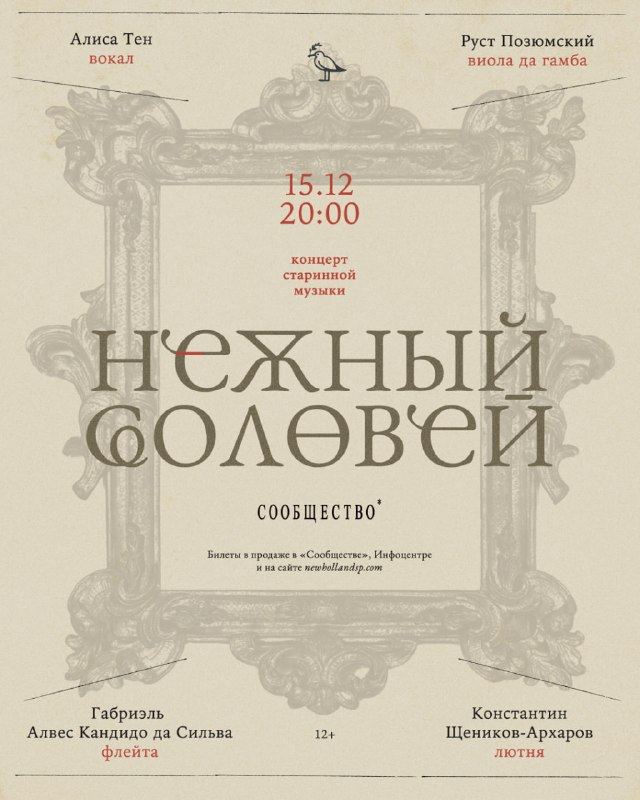 Алиса Тен
вокал
Руст Позюмский
виола да гамба
15.12
20:00
концерт
старинной
музыки
НЕЖНЫЙ
СОЛОВЕЙ
СООБЩЕСТВО*
Билеты в продаже в «Сообществе», Инфоцентре
и на сайте newhollandsp.com
Габриэль
Алвес Кандидо да Сильва
флейта
12+
Константин
Щеников-Архаров
лютня